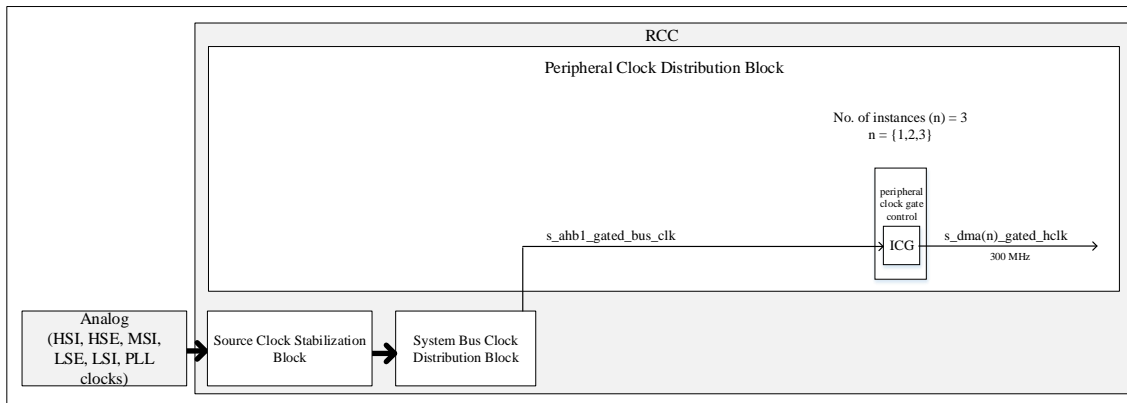 RCC
Peripheral Clock Distribution Block
No. of instances (n) = 3
n = {1,2,3}
peripheral
clock gate
control
s_ahb1_gated_bus_clk
ICG
s_dma(n)_gated_hclk
300 MHz
Analog
(HSI, HSE, MSI,
LSE, LSI, PLL
clocks)
Source Clock Stabilization
Block
System Bus Clock
Distribution Block